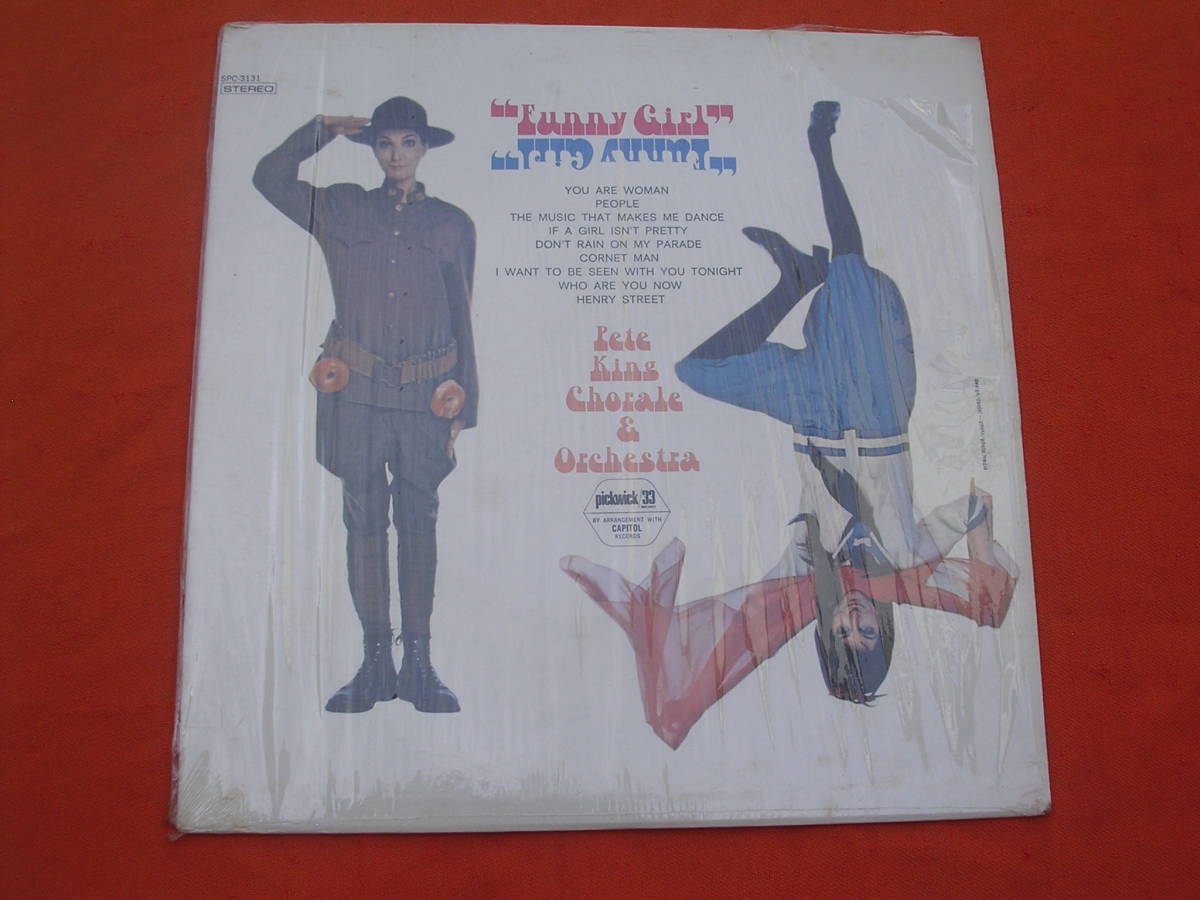 SPC-3131
STEREO
"Funny Girl"
"Funny Girl"
YOU ARE WOMAN
PEOPLE
THE MUSIC THAT MAKES ME DANCE
IF A GIRL ISN'T PRETTY
DON'T RAIN ON MY PARADE
CORNET MAN
I WANT TO BE SEEN WITH YOU TONIGHT
WHO ARE YOU NOW
HENRY STREET
Pete
King
Chorale
&
Orchestra
pickwick/33
BY ARRANGEMENT WITH
CAPITOL
RECORDS